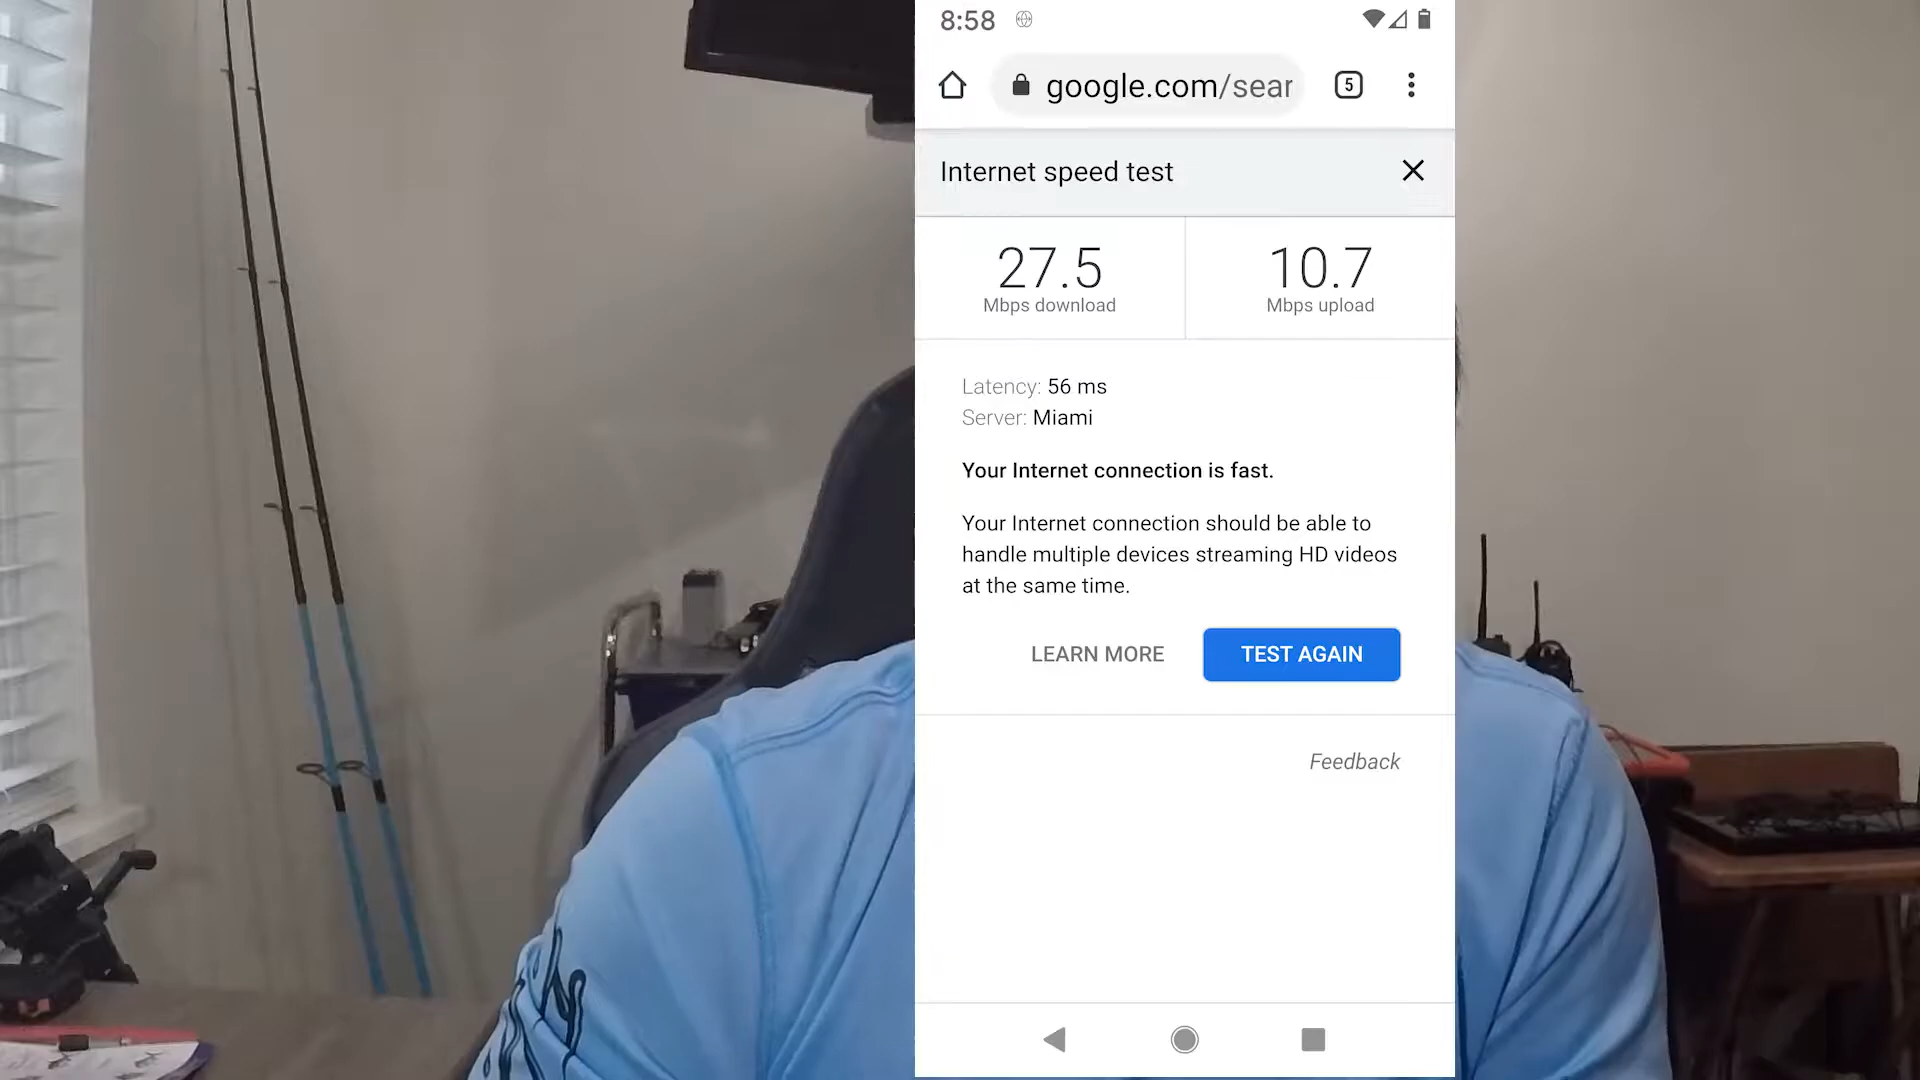 8:58
google.com/sear
5
Internet speed test
27.5
Mbps download
10.7
Mbps upload
Latency: 56 ms
Server: Miami
Your Internet connection is fast.
Your Internet connection should be able to
handle multiple devices streaming HD videos
at the same time.
LEARN MORE
TEST AGAIN
Feedback